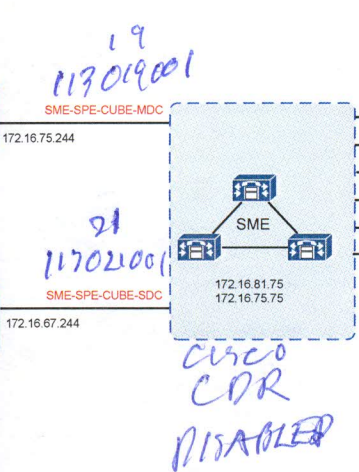 19
113019001
SME-SPE-CUBE-MDC
172.16.75.244
SME
21
117021001
SME-SPE-CUBE-SDC
172.16.81.75
172.16.75.75
172.16.67.244
CISCO
CDR
DISABLED